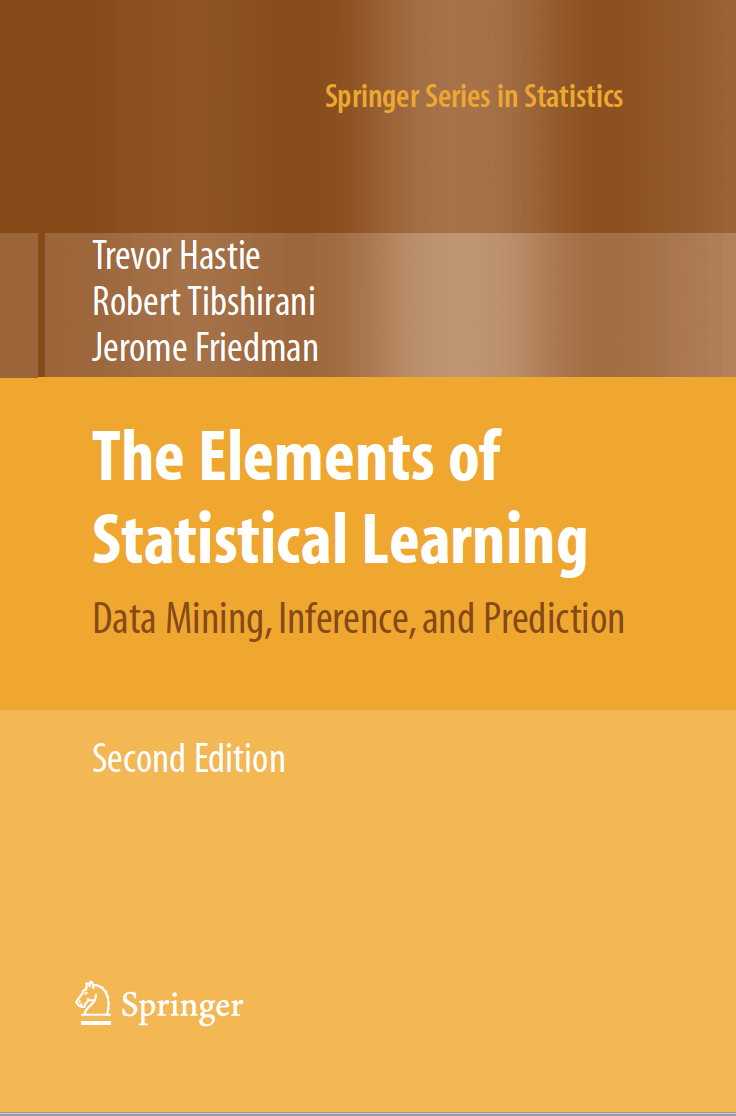 Springer Series in Statistics
Trevor Hastie
Robert Tibshirani
Jerome Friedman
The Elements of
Statistical Learning
Data Mining, Inference, and Prediction
Second Edition
Springer